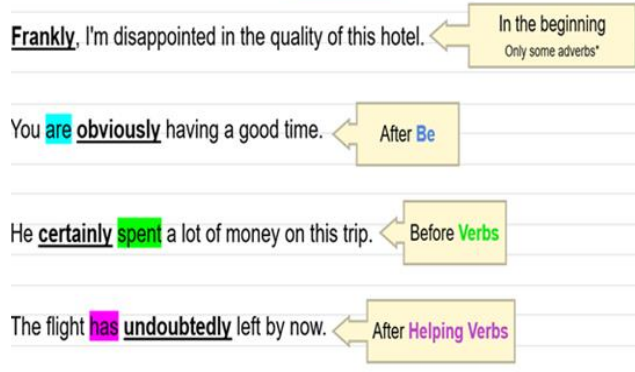 Frankly, I'm disappointed in the quality of this hotel.
In the beginning
Only some adverbs*
You are obviously having a good time.
After Be
He certainly spent a lot of money on this trip.
Before Verbs
The flight has undoubtedly left by now.
After Helping Verbs